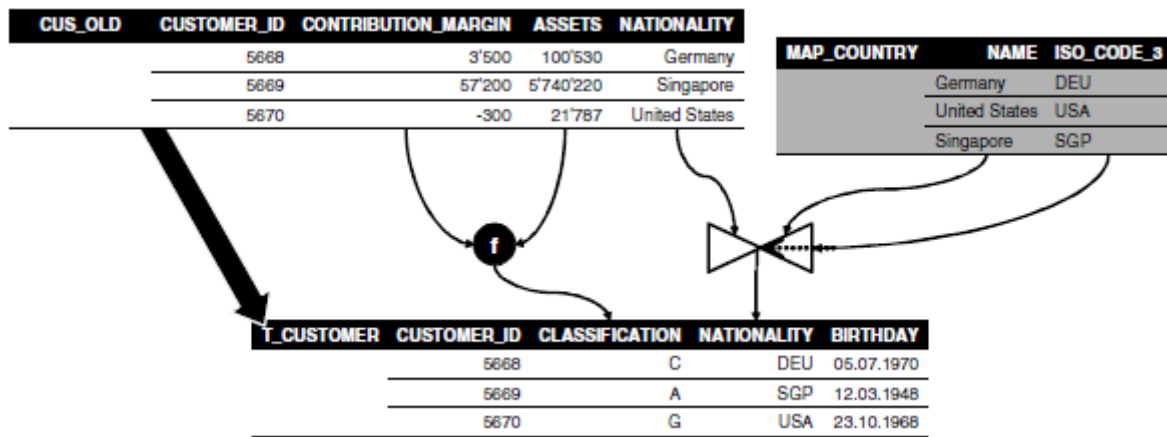 CUS_OLD CUSTOMER_ID CONTRIBUTION_MARGIN ASSETS NATIONALITY
5668 3'500 100'530 Germany
5669 57'200 5'740'220 Singapore
5670 -300 21'787 United States
MAP_COUNTRY NAME ISO_CODE_3
Germany DEU
United States USA
Singapore SGP
f
T_CUSTOMER CUSTOMER_ID CLASSIFICATION NATIONALITY BIRTHDAY
5668 C DEU 05.07.1970
5669 A SGP 12.03.1948
5670 G USA 23.10.1968